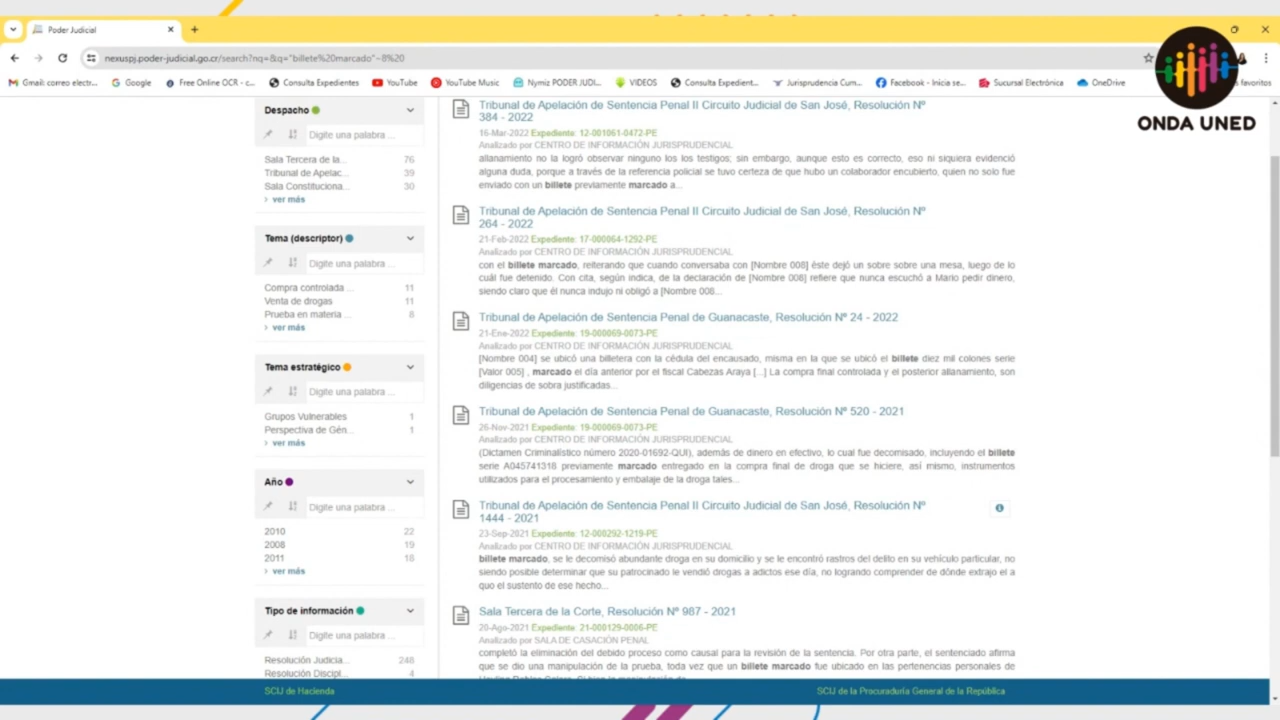 Poder Judicial
nexuspj.poder-judicial.go.cr/search?nq=&q="billete%20marcado"~8%20
Gmail: correo electr...
Google
Free Online OCR - c...
Consulta Expedientes
YouTube
YouTube Music
Nymiz PODER JUDI...
VIDEOS
Consulta Expedient...
Jurisprudencia Cum...
Facebook - Inicia se...
Sucursal Electrónica
OneDrive
s favoritos
ONDA UNED
Despacho
Digite una palabra ...
Sala Tercera de la... 76
Tribunal de Apelac... 39
Sala Constituciona... 30
> ver más
Tema (descriptor)
Digite una palabra ...
Compra controlada ... 11
Venta de drogas 11
Prueba en materia ... 8
> ver más
Tema estratégico
Digite una palabra ...
Grupos Vulnerables 1
Perspectiva de Gén... 1
> ver más
Año
Digite una palabra ...
2010 22
2008 19
2011 16
> ver más
Tipo de información
Digite una palabra ...
Resolución Judicia... 246
Resolución Discipl... 4
Tribunal de Apelación de Sentencia Penal II Circuito Judicial de San José, Resolución Nº
384 - 2022
16-Mar-2022 Expediente: 12-001061-0472-PE
Analizado por CENTRO DE INFORMACIÓN JURISPRUDENCIAL
allanamiento no la logró observar ninguno los los testigos; sin embargo, aunque esto es correcto, eso ni siquiera evidenció
alguna duda, porque a través de la referencia policial se tuvo certeza de que hubo un colaborador encubierto, quien no solo fue
enviado con un billete previamente marcado a...
Tribunal de Apelación de Sentencia Penal II Circuito Judicial de San José, Resolución Nº
264 - 2022
21-Feb-2022 Expediente: 17-000064-1292-PE
Analizado por CENTRO DE INFORMACIÓN JURISPRUDENCIAL
con el billete marcado, reiterando que cuando conversaba con [Nombre 008] éste dejó un sobre sobre una mesa, luego de lo
cuál fue detenido. Con cita, según indica, de la declaración de [Nombre 008] refiere que nunca escuchó a Mario pedir dinero,
siendo claro que él nunca indujo ni obligó a [Nombre 008...
Tribunal de Apelación de Sentencia Penal de Guanacaste, Resolución Nº 24 - 2022
21-Ene-2022 Expediente: 19-000069-0073-PE
Analizado por CENTRO DE INFORMACIÓN JURISPRUDENCIAL
[Nombre 004] se ubicó una billetera con la cédula del encausado, misma en la que se ubicó el billete diez mil colones serie
[Valor 005] , marcado el día anterior por el fiscal Cabezas Araya [...] La compra final controlada y el posterior allanamiento, son
diligencias de sobra justificadas...
Tribunal de Apelación de Sentencia Penal de Guanacaste, Resolución Nº 520 - 2021
26-Nov-2021 Expediente: 19-000069-0073-PE
Analizado por CENTRO DE INFORMACIÓN JURISPRUDENCIAL
(Dictamen Criminalístico número 2020-01692-QUI), además de dinero en efectivo, lo cual fue decomisado, incluyendo el billete
serie A045741316 previamente marcado entregado en la compra final de droga que se hiciere, así mismo, instrumentos
utilizados para el procesamiento y embalaje de la droga tales...
Tribunal de Apelación de Sentencia Penal II Circuito Judicial de San José, Resolución Nº
1444 - 2021
23-Sep-2021 Expediente: 12-000292-1219-PE
Analizado por CENTRO DE INFORMACIÓN JURISPRUDENCIAL
billete marcado, se le decomisó abundante droga en su domicilio y se le encontró rastros del delito en su vehículo particular, no
siendo posible determinar que su patrocinado le vendió drogas a adictos ese día, no logrando comprender de dónde extrajo el a
quo el sustento de ese hecho...
Sala Tercera de la Corte, Resolución Nº 987 - 2021
20-Ago-2021 Expediente: 21-000129-0006-PE
Analizado por SALA DE CASACIÓN PENAL
completó la eliminación del debido proceso como causal para la revisión de la sentencia. Por otra parte, el sentenciado afirma
que se dio una manipulación de la prueba, toda vez que un billete marcado fue ubicado en las pertenencias personales de
SCIJ de Hacienda
SCIJ de la Procuraduría General de la República